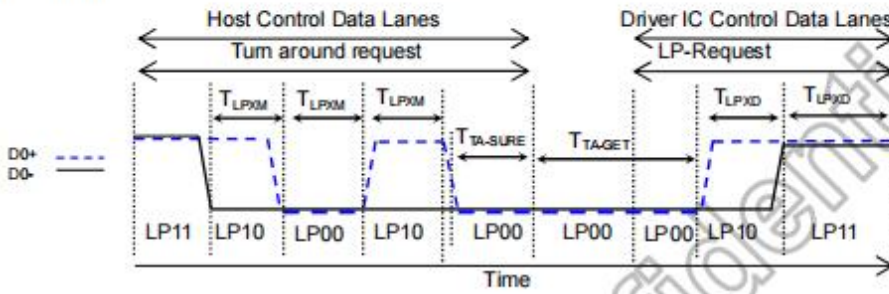 Host Control Data Lanes Driver IC Control Data Lanes
Turn around request LP-Request
TLPXM TLPXM TLPXM TLPXD TLPXD
TTA-SURE TTA-GET
D0+
D0-
LP11 LP10 LP00 LP10 LP00 LP00 LP00 LP10 LP11
Time